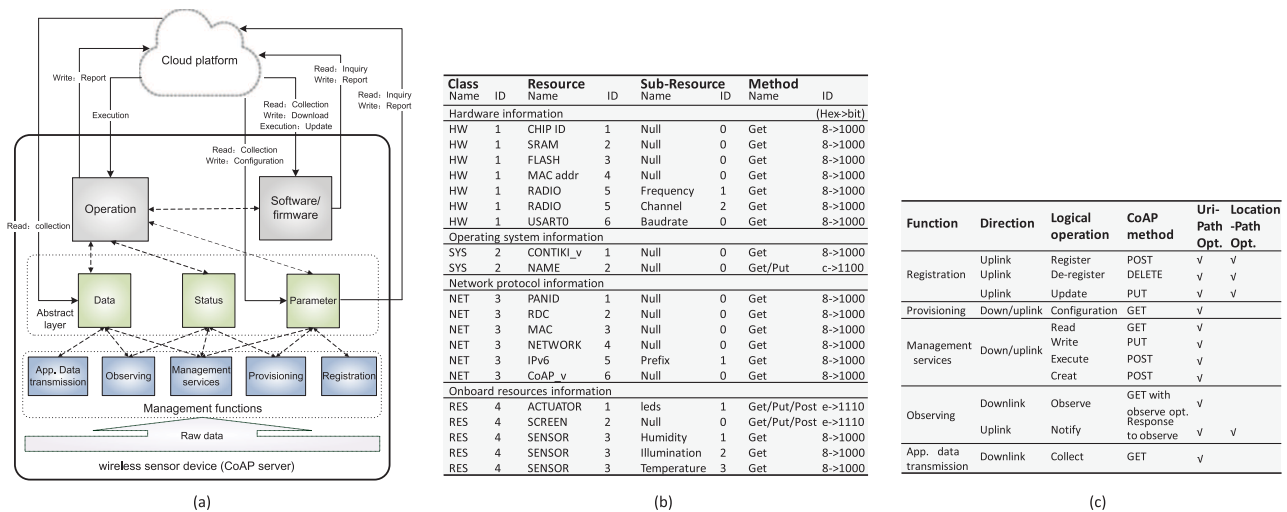 Cloud platform
Write: Report
Read: Inquiry
Write: Report
Read: Inquiry
Write: Report
Execution
Read: Collection
Write: Download
Execution: Update
Read: Collection
Write: Configuration
Operation
Software/
firmware
Read: collection
Data
Status
Parameter
Abstract
layer
App. Data
transmission
Observing
Management
services
Provisioning
Registration
Management functions
Raw data
wireless sensor device (CoAP server)
(a)
Class Resource Sub-Resource Method
Name ID Name ID Name ID Name ID
Hardware information (Hex->bit)
HW 1 CHIP ID 1 Null 0 Get 8->1000
HW 1 SRAM 2 Null 0 Get 8->1000
HW 1 FLASH 3 Null 0 Get 8->1000
HW 1 MAC addr 4 Null 0 Get 8->1000
HW 1 RADIO 5 Frequency 1 Get 8->1000
HW 1 RADIO 5 Channel 2 Get 8->1000
HW 1 USART0 6 Baudrate 0 Get 8->1000
Operating system information
SYS 2 CONTIKI_v 1 Null 0 Get 8->1000
SYS 2 NAME 2 Null 0 Get/Put c->1100
Network protocol information
NET 3 PANID 1 Null 0 Get 8->1000
NET 3 RDC 2 Null 0 Get 8->1000
NET 3 MAC 3 Null 0 Get 8->1000
NET 3 NETWORK 4 Null 0 Get 8->1000
NET 3 IPv6 5 Prefix 1 Get 8->1000
NET 3 CoAP_v 6 Null 0 Get 8->1000
Onboard resources information
RES 4 ACTUATOR 1 leds 1 Get/Put/Post e->1110
RES 4 SCREEN 2 Null 0 Get/Put/Post e->1110
RES 4 SENSOR 3 Humidity 1 Get 8->1000
RES 4 SENSOR 3 Illumination 2 Get 8->1000
RES 4 SENSOR 3 Temperature 3 Get 8->1000
(b)
Function Direction Logical operation CoAP method Uri-Path Opt. Location-Path Opt.
Registration
Uplink Register POST √ √
Uplink De-register DELETE √ √
Uplink Update PUT √ √
Provisioning Down/uplink Configuration GET √
Management services
Down/uplink
Read GET √
Write PUT √
Execute POST √
Creat POST √
Observing
Downlink Observe GET with observe opt. √
Uplink Notify Response to observe √ √
App. data transmission Downlink Collect GET √
(c)